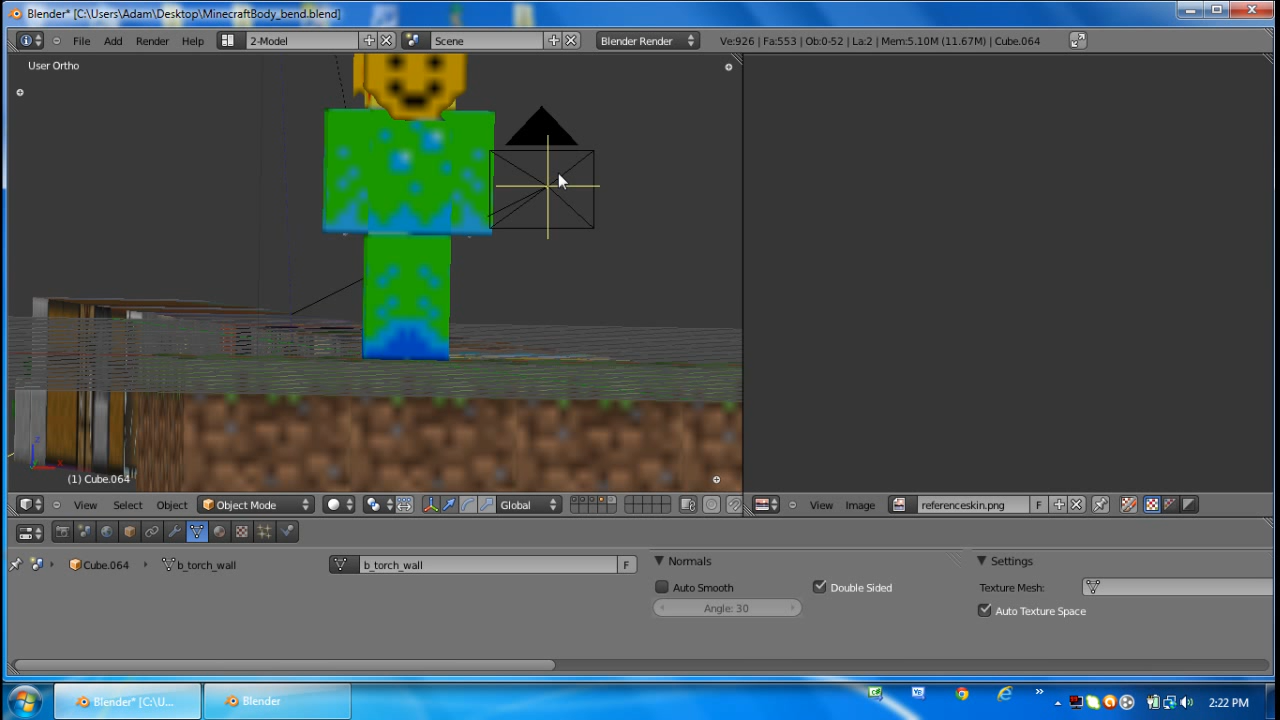 Blender* [C:\Users\Adam\Desktop\MinecraftBody_bend.blend]
File Add Render Help 2-Model Scene Blender Render Ve:926 | Fa:553 | Ob:0-52 | La:2 | Mem:5.10M (11.67M) | Cube.064
User Ortho
(1) Cube.064
View Select Object Object Mode Global View Image referenceskin.png F
Cube.064 b_torch_wall b_torch_wall F
Normals
Auto Smooth Double Sided
Angle: 30
Settings
Texture Mesh:
Auto Texture Space
Blender* [C:\U... Blender 2:22 PM